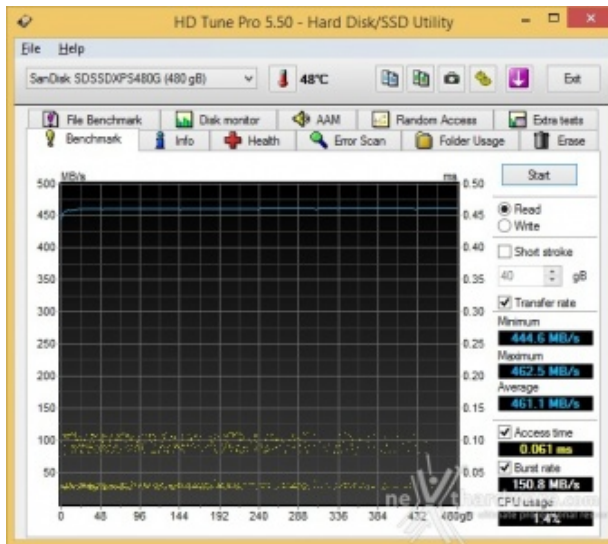 HD Tune Pro 5.50 - Hard Disk/SSD Utility
File Help
SanDisk SDSSDXPS480G (480 gB) 48°C Exit
File Benchmark Disk monitor AAM Random Access Extra tests
Benchmark Info Health Error Scan Folder Usage Erase
MB/s ms
Start
500 0.50
450 0.45
Read
Write
400 0.40
Short stroke
350 0.35
40 gB
300 0.30
Transfer rate
Minimum
250 0.25
444.6 MB/s
Maximum
200 0.20
462.5 MB/s
Average
150 0.15
461.1 MB/s
100 0.10
Access time
0.061 ms
50 0.05
Burst rate
150.8 MB/s
CPU usage
1.4%
0 48 96 144 192 240 288 336 384 432 480gB